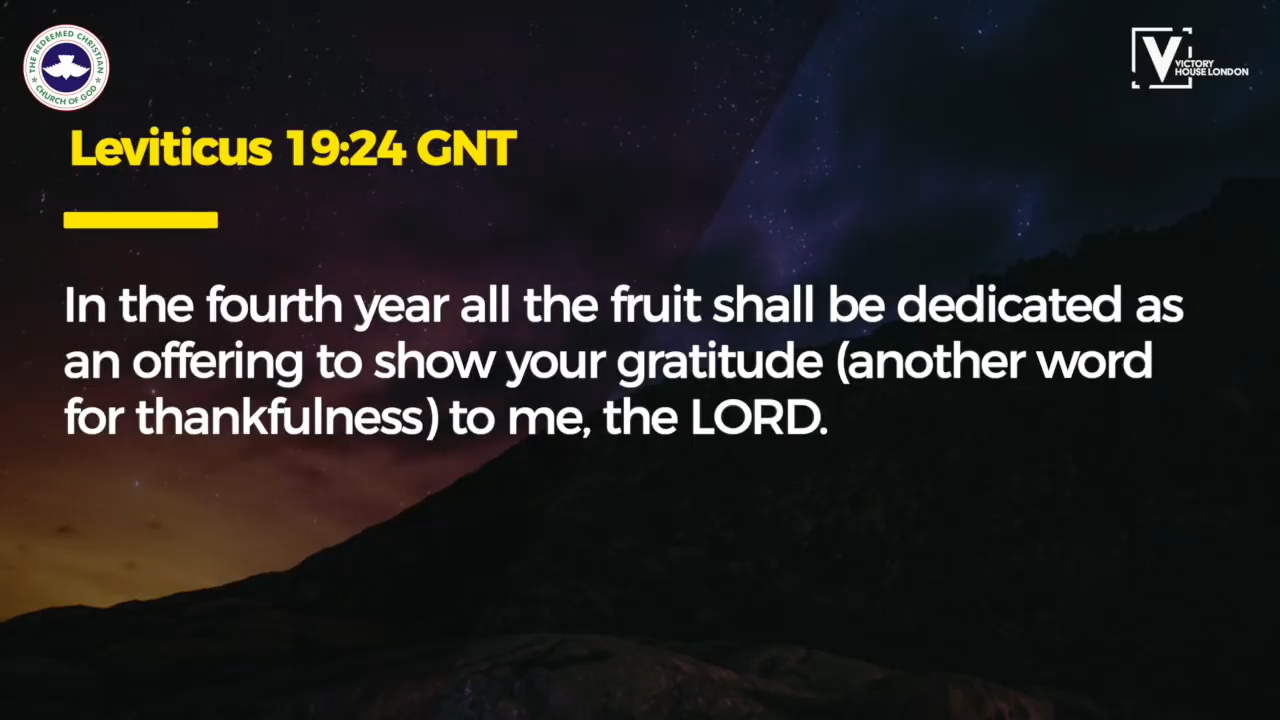 THE REDEEMED CHRISTIAN
CHURCH OF GOD
V
VICTORY
HOUSE LONDON
Leviticus 19:24 GNT
In the fourth year all the fruit shall be dedicated as
an offering to show your gratitude (another word
for thankfulness) to me, the LORD.